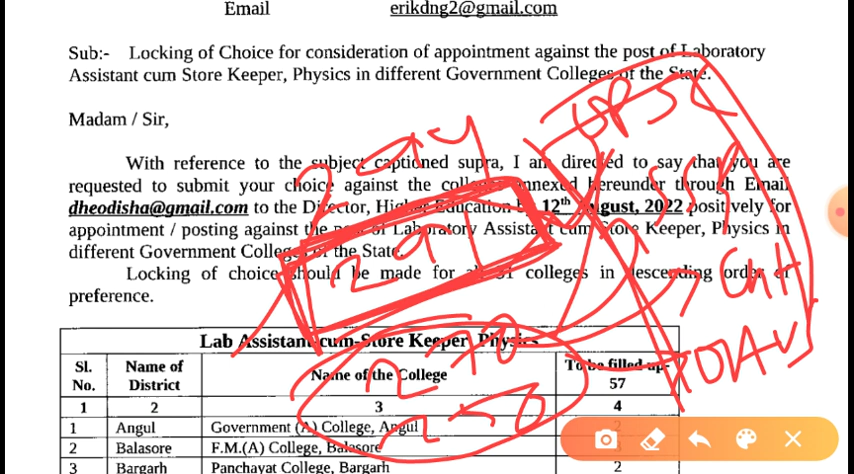 Email erikdng2@gmail.com
Sub:- Locking of Choice for consideration of appointment against the post of Laboratory
Assistant cum Store Keeper, Physics in different Government Colleges of the State.
Madam / Sir,
With reference to the subject captioned supra, I am directed to say that you are
requested to submit your choice against the colleges annexed hereunder through Email
dheodisha@gmail.com to the Director, Higher Education by 12th August, 2022 positively for
appointment / posting against the post of Laboratory Assistant cum Store Keeper, Physics in
different Government Colleges of the State.
Locking of choice should be made for all 51 colleges in descending order of
preference.
Lab Assistant cum-Store Keeper Physics
Sl. No. Name of District Name of the College To be filled up 57
1 2 3 4
1 Angul Government (A) College, Angul 2
2 Balasore F.M.(A) College, Balasore
3 Bargarh Panchayat College, Bargarh 2
291
270
250